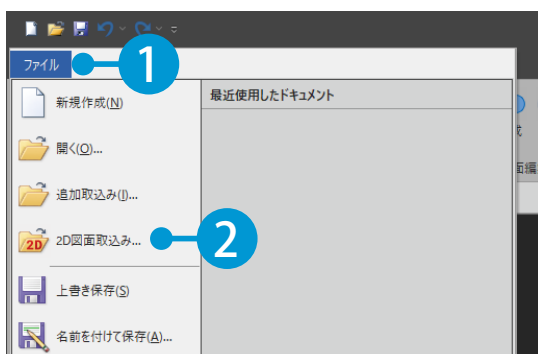 ファイル
1
新規作成(N)
最近使用したドキュメント
開く(O)...
追加取込み(I)...
2D
2D図面取込み...
2
上書き保存(S)
名前を付けて保存(A)...